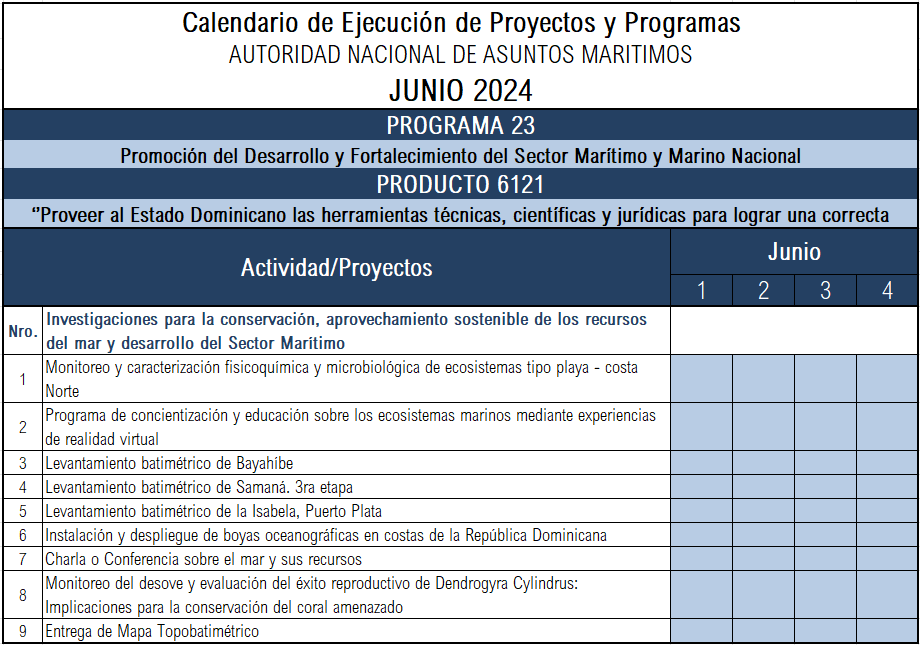 Calendario de Ejecución de Proyectos y Programas
AUTORIDAD NACIONAL DE ASUNTOS MARITIMOS
JUNIO 2024
PROGRAMA 23
Promoción del Desarrollo y Fortalecimiento del Sector Marítimo y Marino Nacional
PRODUCTO 6121
‘’Proveer al Estado Dominicano las herramientas técnicas, científicas y jurídicas para lograr una correcta
Actividad/Proyectos
Junio
1 2 3 4
Nro.
Investigaciones para la conservación, aprovechamiento sostenible de los recursos
del mar y desarrollo del Sector Marítimo
1
Monitoreo y caracterización fisicoquímica y microbiológica de ecosistemas tipo playa - costa
Norte
2
Programa de concientización y educación sobre los ecosistemas marinos mediante experiencias
de realidad virtual
3 Levantamiento batimétrico de Bayahíbe
4 Levantamiento batimétrico de Samaná. 3ra etapa
5 Levantamiento batimétrico de la Isabela, Puerto Plata
6 Instalación y despliegue de boyas oceanográficas en costas de la República Dominicana
7 Charla o Conferencia sobre el mar y sus recursos
8
Monitoreo del desove y evaluación del éxito reproductivo de Dendrogyra Cylindrus:
Implicaciones para la conservación del coral amenazado
9 Entrega de Mapa Topobatimétrico